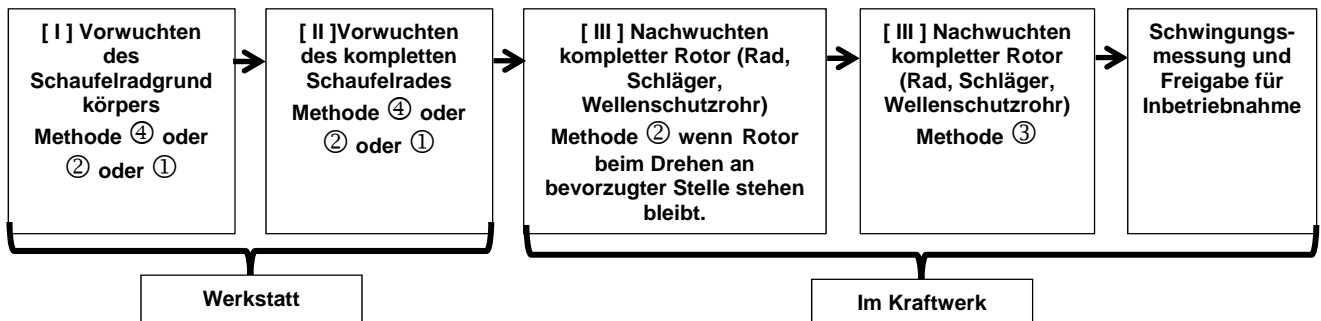 [ I ] Vorwuchten
des
Schaufelradgrund
körpers
Methode ④ oder
② oder ①
[ II ]Vorwuchten
des kompletten
Schaufelrades
Methode ④ oder
② oder ①
[ III ] Nachwuchten
kompletter Rotor (Rad,
Schläger,
Wellenschutzrohr)
Methode ② wenn Rotor
beim Drehen an
bevorzugter Stelle stehen
bleibt.
[ III ] Nachwuchten
kompletter Rotor
(Rad, Schläger,
Wellenschutzrohr)
Methode ③
Schwingungs-
messung und
Freigabe für
Inbetriebnahme
Werkstatt
Im Kraftwerk